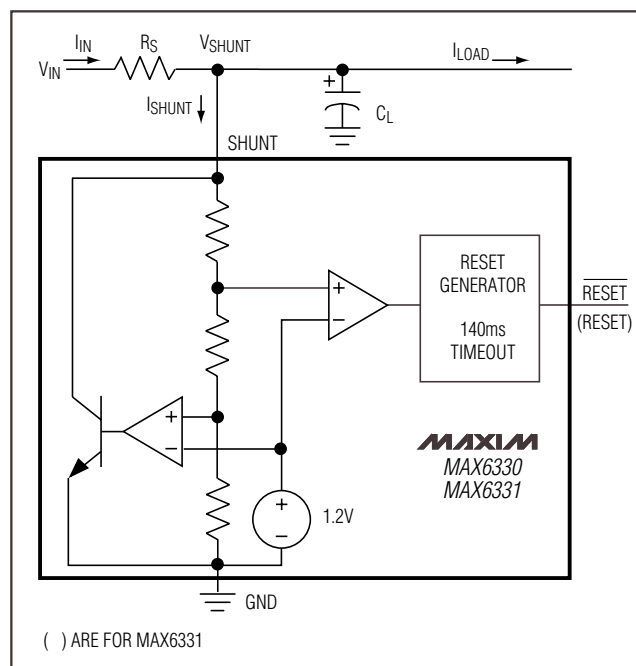 I_IN R_S V_SHUNT I_LOAD
V_IN
I_SHUNT
+
C_L
SHUNT
+
−
RESET
GENERATOR
140ms
TIMEOUT
RESET
(RESET)
+
−
MAXIM
MAX6330
MAX6331
+
−
1.2V
GND
( ) ARE FOR MAX6331